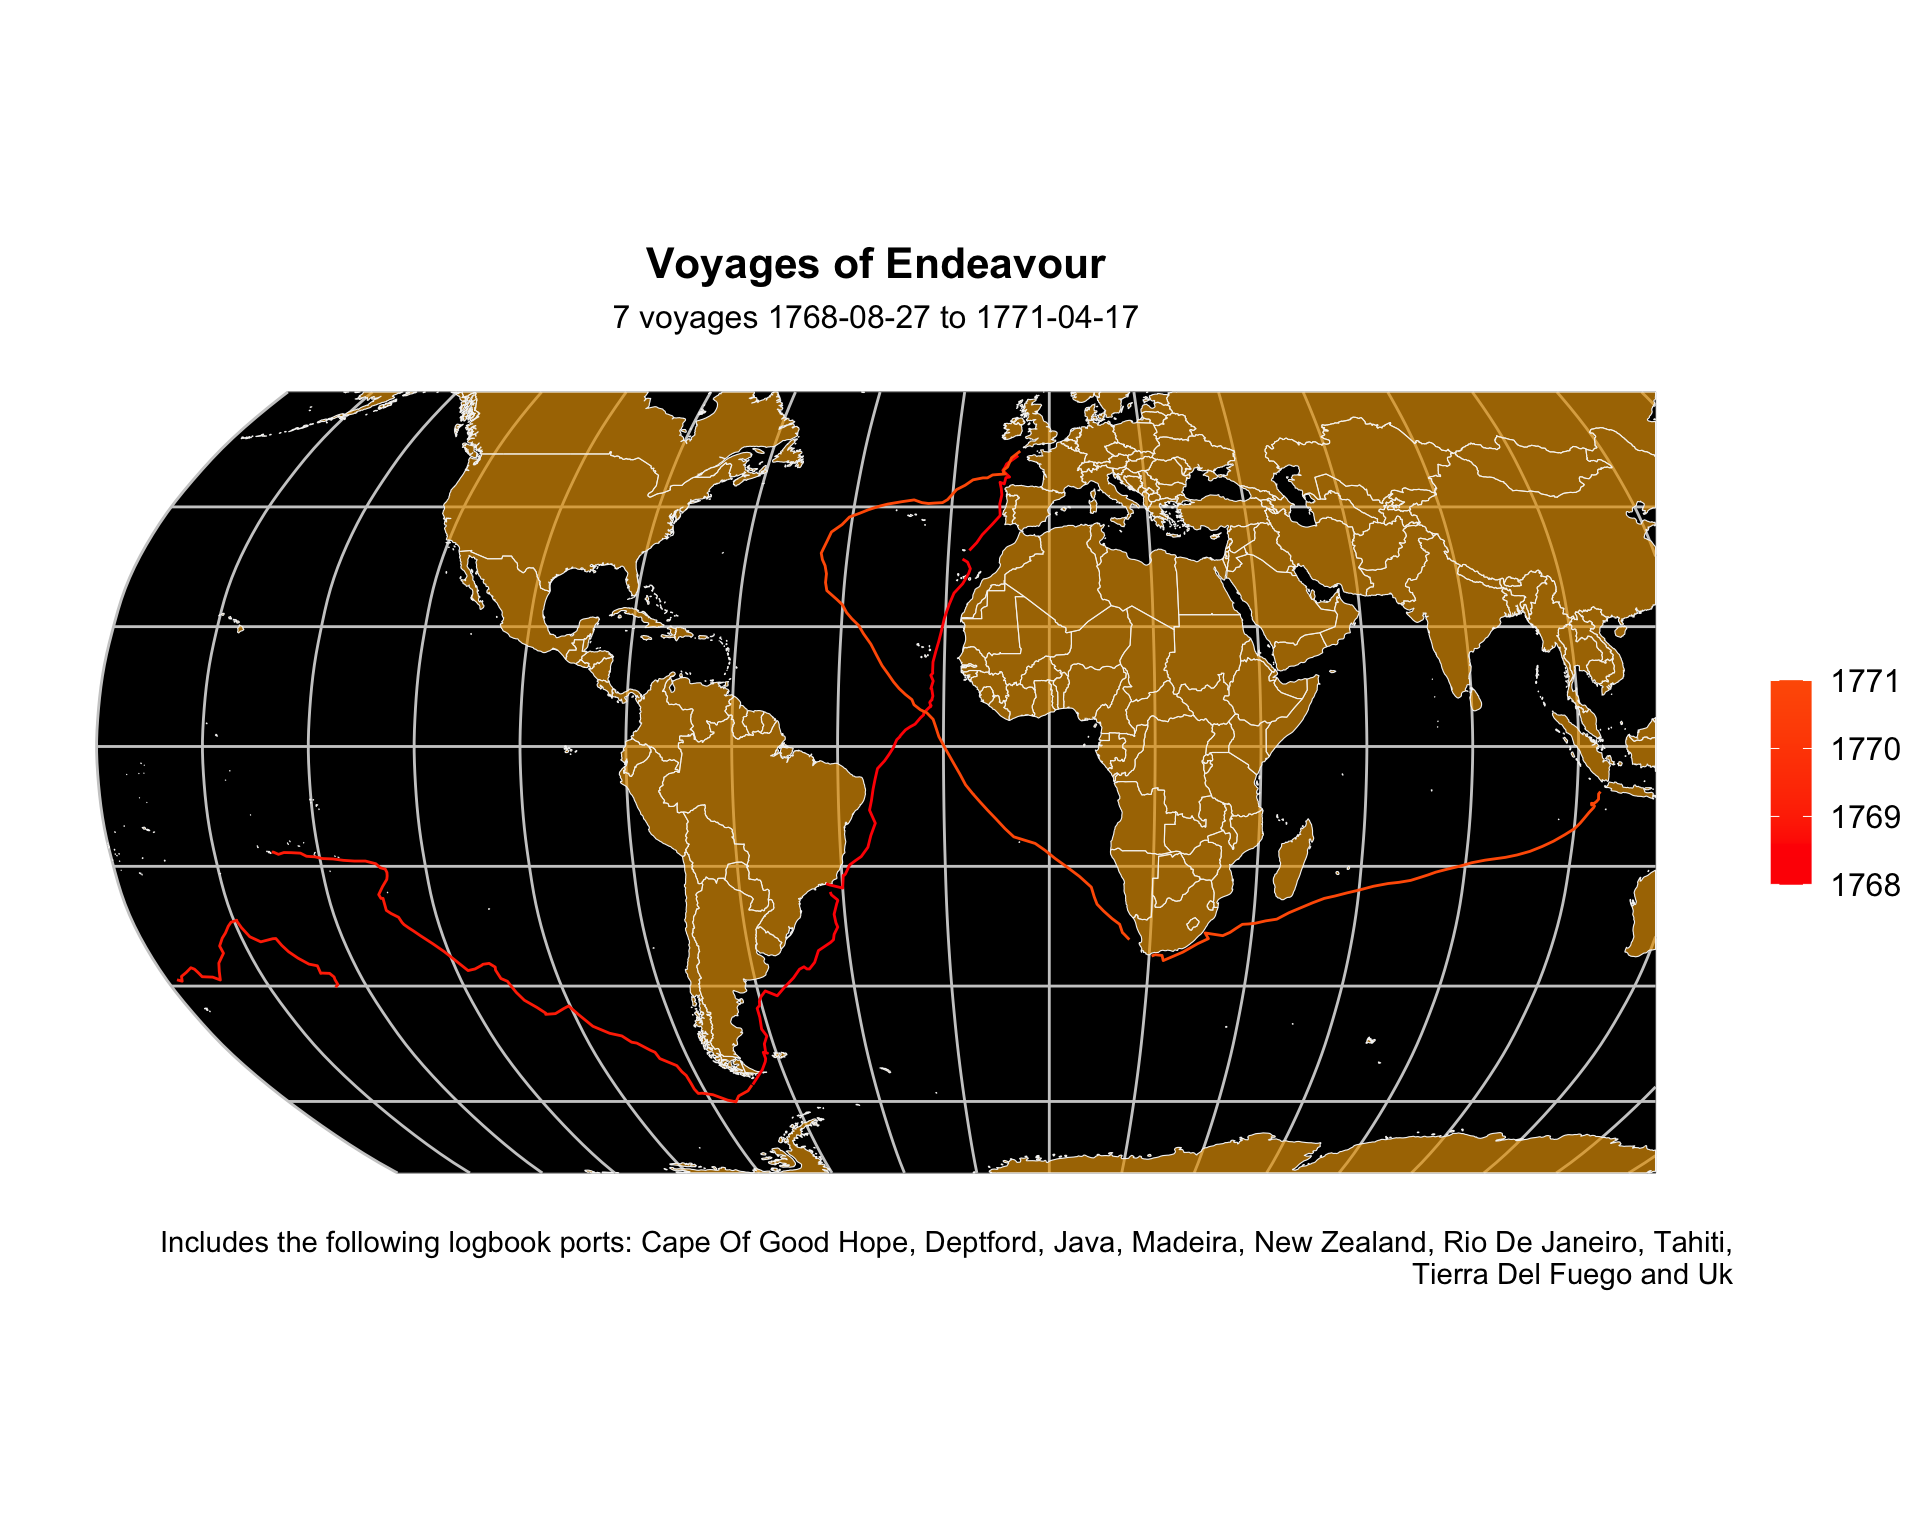 Voyages of Endeavour
7 voyages 1768-08-27 to 1771-04-17
1771
1770
1769
1768
Includes the following logbook ports: Cape Of Good Hope, Deptford, Java, Madeira, New Zealand, Rio De Janeiro, Tahiti,
Tierra Del Fuego and Uk